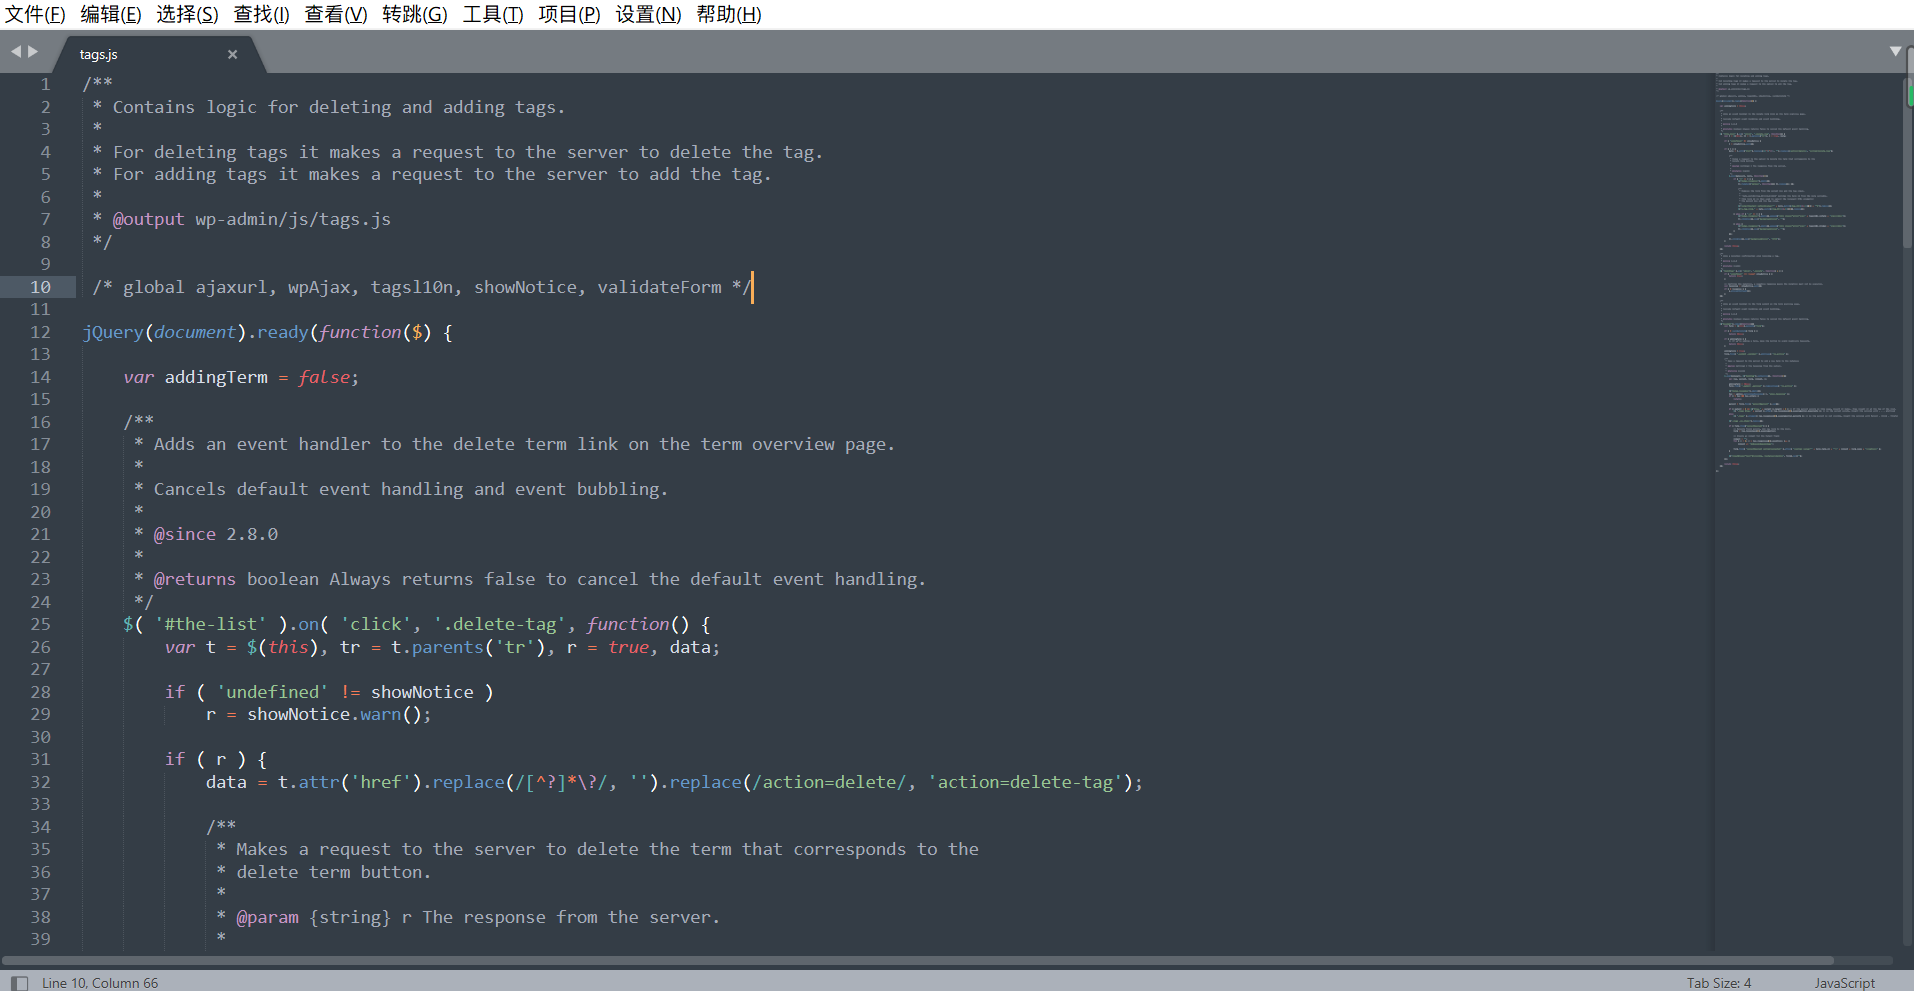 文件(F) 编辑(E) 选择(S) 查找(I) 查看(V) 转跳(G) 工具(T) 项目(P) 设置(N) 帮助(H)
tags.js
1 /**
2  * Contains logic for deleting and adding tags.
3  *
4  * For deleting tags it makes a request to the server to delete the tag.
5  * For adding tags it makes a request to the server to add the tag.
6  *
7  * @output wp-admin/js/tags.js
8  */
9
10  /* global ajaxurl, wpAjax, tagsl10n, showNotice, validateForm */
11
12 jQuery(document).ready(function($) {
13
14     var addingTerm = false;
15
16     /**
17      * Adds an event handler to the delete term link on the term overview page.
18      *
19      * Cancels default event handling and event bubbling.
20      *
21      * @since 2.8.0
22      *
23      * @returns boolean Always returns false to cancel the default event handling.
24      */
25     $( '#the-list' ).on( 'click', '.delete-tag', function() {
26         var t = $(this), tr = t.parents('tr'), r = true, data;
27
28         if ( 'undefined' != showNotice )
29             r = showNotice.warn();
30
31         if ( r ) {
32             data = t.attr('href').replace(/[^?]*\?/, '').replace(/action=delete/, 'action=delete-tag');
33
34             /**
35              * Makes a request to the server to delete the term that corresponds to the
36              * delete term button.
37              *
38              * @param {string} r The response from the server.
39              *
Line 10, Column 66
Tab Size: 4
JavaScript